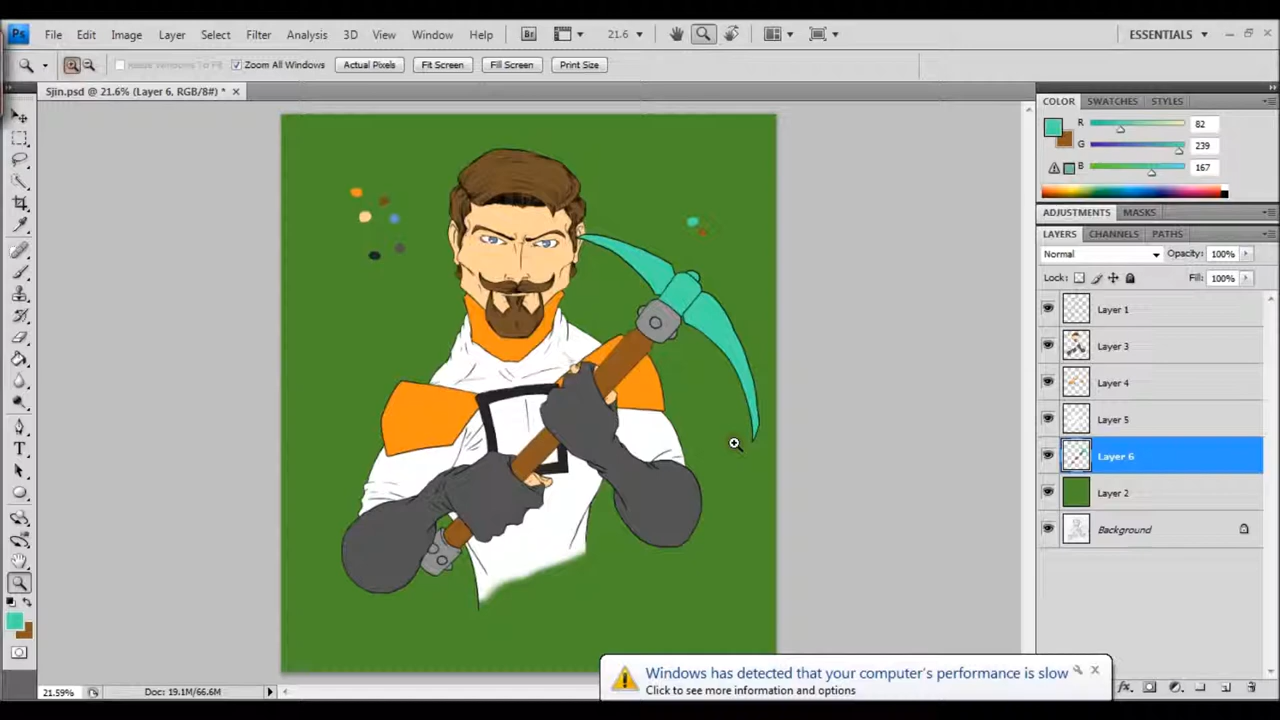 Ps File Edit Image Layer Select Filter Analysis 3D View Window Help Br 21.6 ESSENTIALS
Zoom All Windows Actual Pixels Fit Screen Fill Screen Print Size
Sjin.psd @ 21.6% (Layer 6, RGB/8#) *
COLOR SWATCHES STYLES
R 82
G 239
B 167
ADJUSTMENTS MASKS
LAYERS CHANNELS PATHS
Normal Opacity: 100%
Lock: Fill: 100%
Layer 1
Layer 3
Layer 4
Layer 5
Layer 6
Layer 2
Background
Windows has detected that your computer's performance is slow
Click to see more information and options
21.59% Doc: 19.1M/66.6M